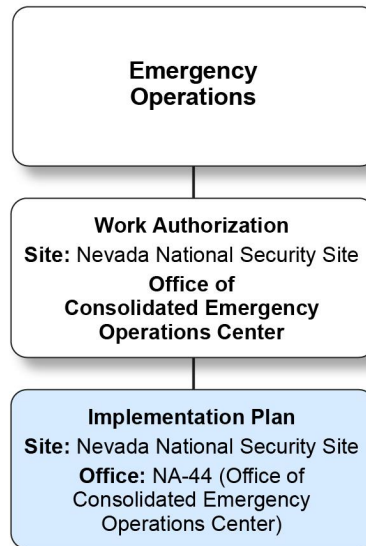 Emergency
Operations
Work Authorization
Site: Nevada National Security Site
Office of
Consolidated Emergency
Operations Center
Implementation Plan
Site: Nevada National Security Site
Office: NA-44 (Office of
Consolidated Emergency
Operations Center)